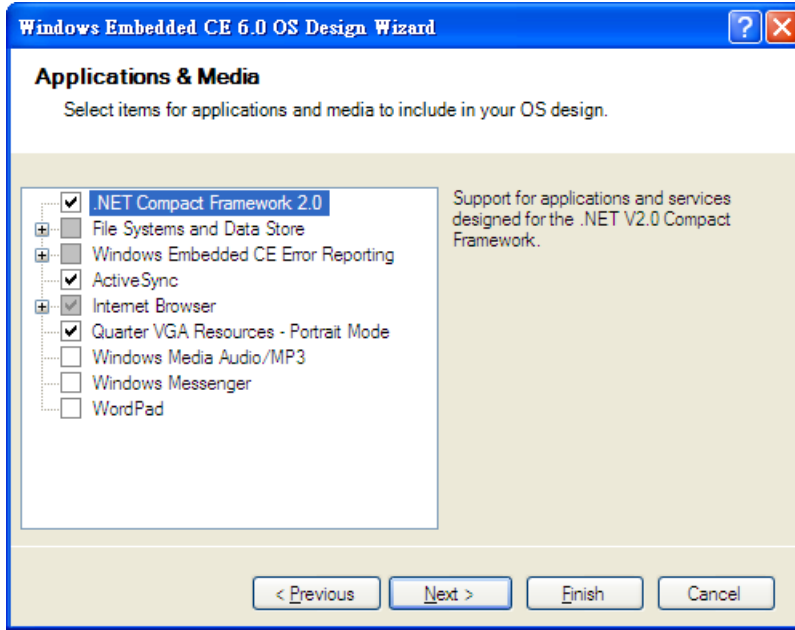 Windows Embedded CE 6.0 OS Design Wizard
Applications & Media
Select items for applications and media to include in your OS design.
.NET Compact Framework 2.0
File Systems and Data Store
Windows Embedded CE Error Reporting
ActiveSync
Internet Browser
Quarter VGA Resources - Portrait Mode
Windows Media Audio/MP3
Windows Messenger
WordPad
Support for applications and services
designed for the .NET V2.0 Compact
Framework.
< Previous
Next >
Finish
Cancel